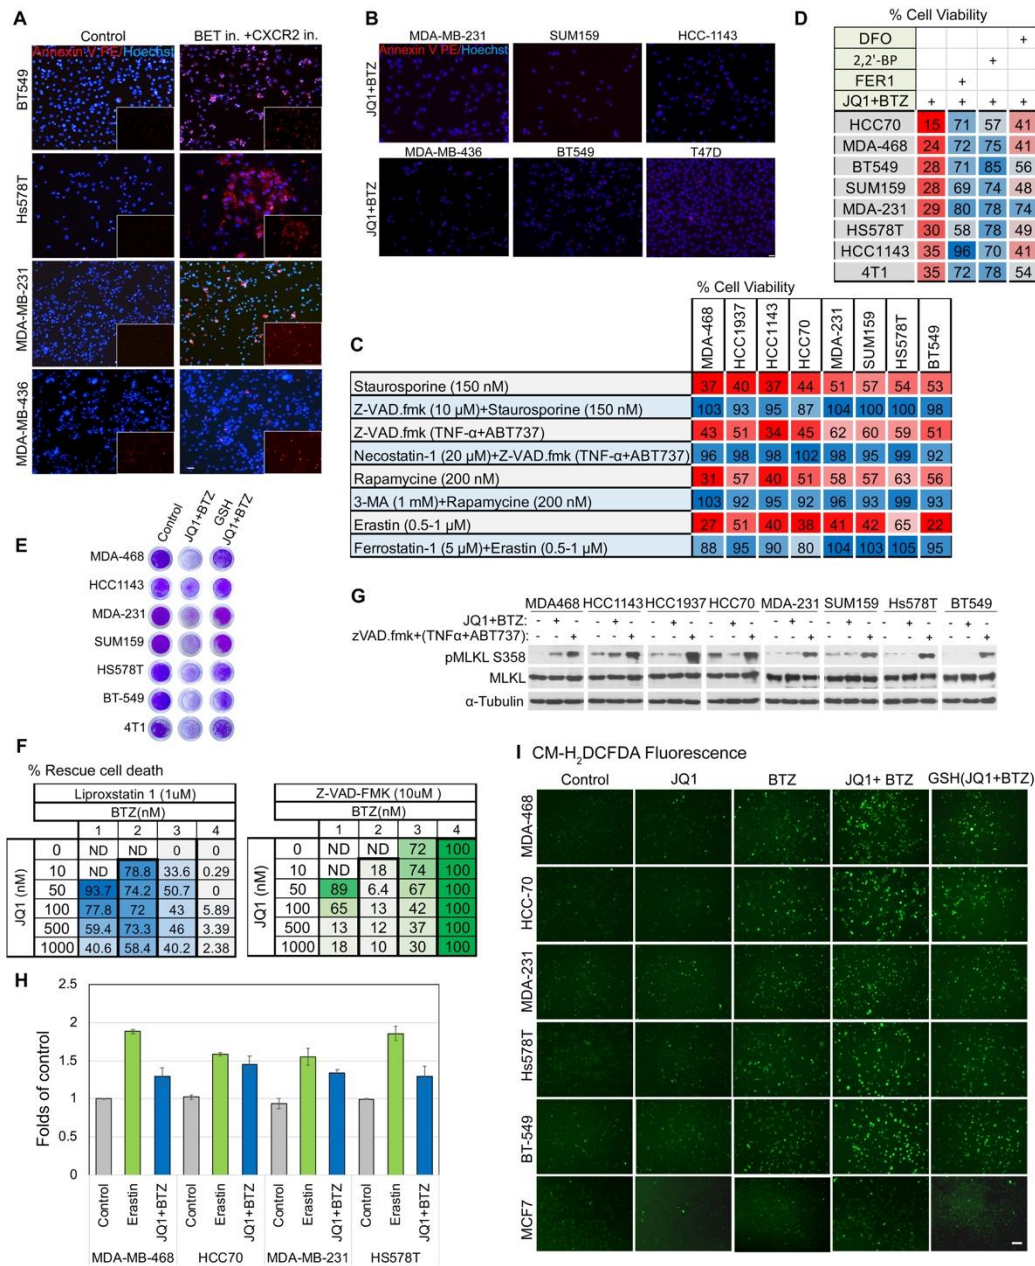 A
Control
BET in. +CXCR2 in.
Annexin V PE/Hoechst
BT549
Hs578T
MDA-MB-231
MDA-MB-436
B
MDA-MB-231 SUM159 HCC-1143
Annexin V PE/Hoechst
JQ1+BTZ
MDA-MB-436 BT549 T47D
JQ1+BTZ
D
% Cell Viability
DFO +
2,2'-BP +
FER1 +
JQ1+BTZ + + + +
HCC70 15 71 57 41
MDA-468 24 72 75 41
BT549 28 71 85 56
SUM159 28 69 74 48
MDA-231 29 80 78 74
HS578T 30 58 78 49
HCC1143 35 96 70 41
4T1 35 72 78 54
C
% Cell Viability
MDA-468 HCC1937 HCC1143 HCC70 MDA-231 SUM159 HS578T BT549
Staurosporine (150 nM) 37 40 37 44 51 57 54 53
Z-VAD.fmk (10 µM)+Staurosporine (150 nM) 103 93 95 87 104 100 100 98
Z-VAD.fmk (TNF-α+ABT737) 43 51 34 45 62 60 59 51
Necostatin-1 (20 µM)+Z-VAD.fmk (TNF-α+ABT737) 96 98 98 102 98 95 99 92
Rapamycine (200 nM) 31 57 40 51 58 57 63 56
3-MA (1 mM)+Rapamycine (200 nM) 103 92 95 92 96 93 99 93
Erastin (0.5-1 µM) 27 51 40 38 41 42 65 22
Ferrostatin-1 (5 µM)+Erastin (0.5-1 µM) 88 95 90 80 104 103 105 95
E
Control JQ1+BTZ GSH JQ1+BTZ
MDA-468
HCC1143
MDA-231
SUM159
HS578T
BT-549
4T1
G
MDA468 HCC1143 HCC1937 HCC70 MDA-231 SUM159 Hs578T BT549
JQ1+BTZ: - + - - + - - + - - + - - + - - + - - + - - + -
zVAD.fmk+(TNFα+ABT737): - - + - - + - - + - - + - - + - - + - - + - - +
pMLKL S358
MLKL
α-Tubulin
F
% Rescue cell death
Liproxstatin 1 (1uM)
BTZ(nM)
1 2 3 4
JQ1 (nM)
0 ND ND 0 0
10 ND 78.8 33.6 0.29
50 93.7 74.2 50.7 0
100 77.8 72 43 5.89
500 59.4 73.3 46 3.39
1000 40.6 58.4 40.2 2.38
Z-VAD-FMK (10uM )
BTZ(nM)
1 2 3 4
JQ1 (nM)
0 ND ND 72 100
10 ND 18 74 100
50 89 6.4 67 100
100 65 13 42 100
500 13 12 37 100
1000 18 10 30 100
H
Folds of control
2.5
2
1.5
1
0.5
0
Control Erastin JQ1+BTZ Control Erastin JQ1+BTZ Control Erastin JQ1+BTZ Control Erastin JQ1+BTZ
MDA-MB-468 HCC70 MDA-MB-231 HS578T
I
CM-H₂DCFDA Fluorescence
Control JQ1 BTZ JQ1+ BTZ GSH(JQ1+BTZ)
MDA-468
HCC-70
MDA-231
Hs578T
BT-549
MCF7